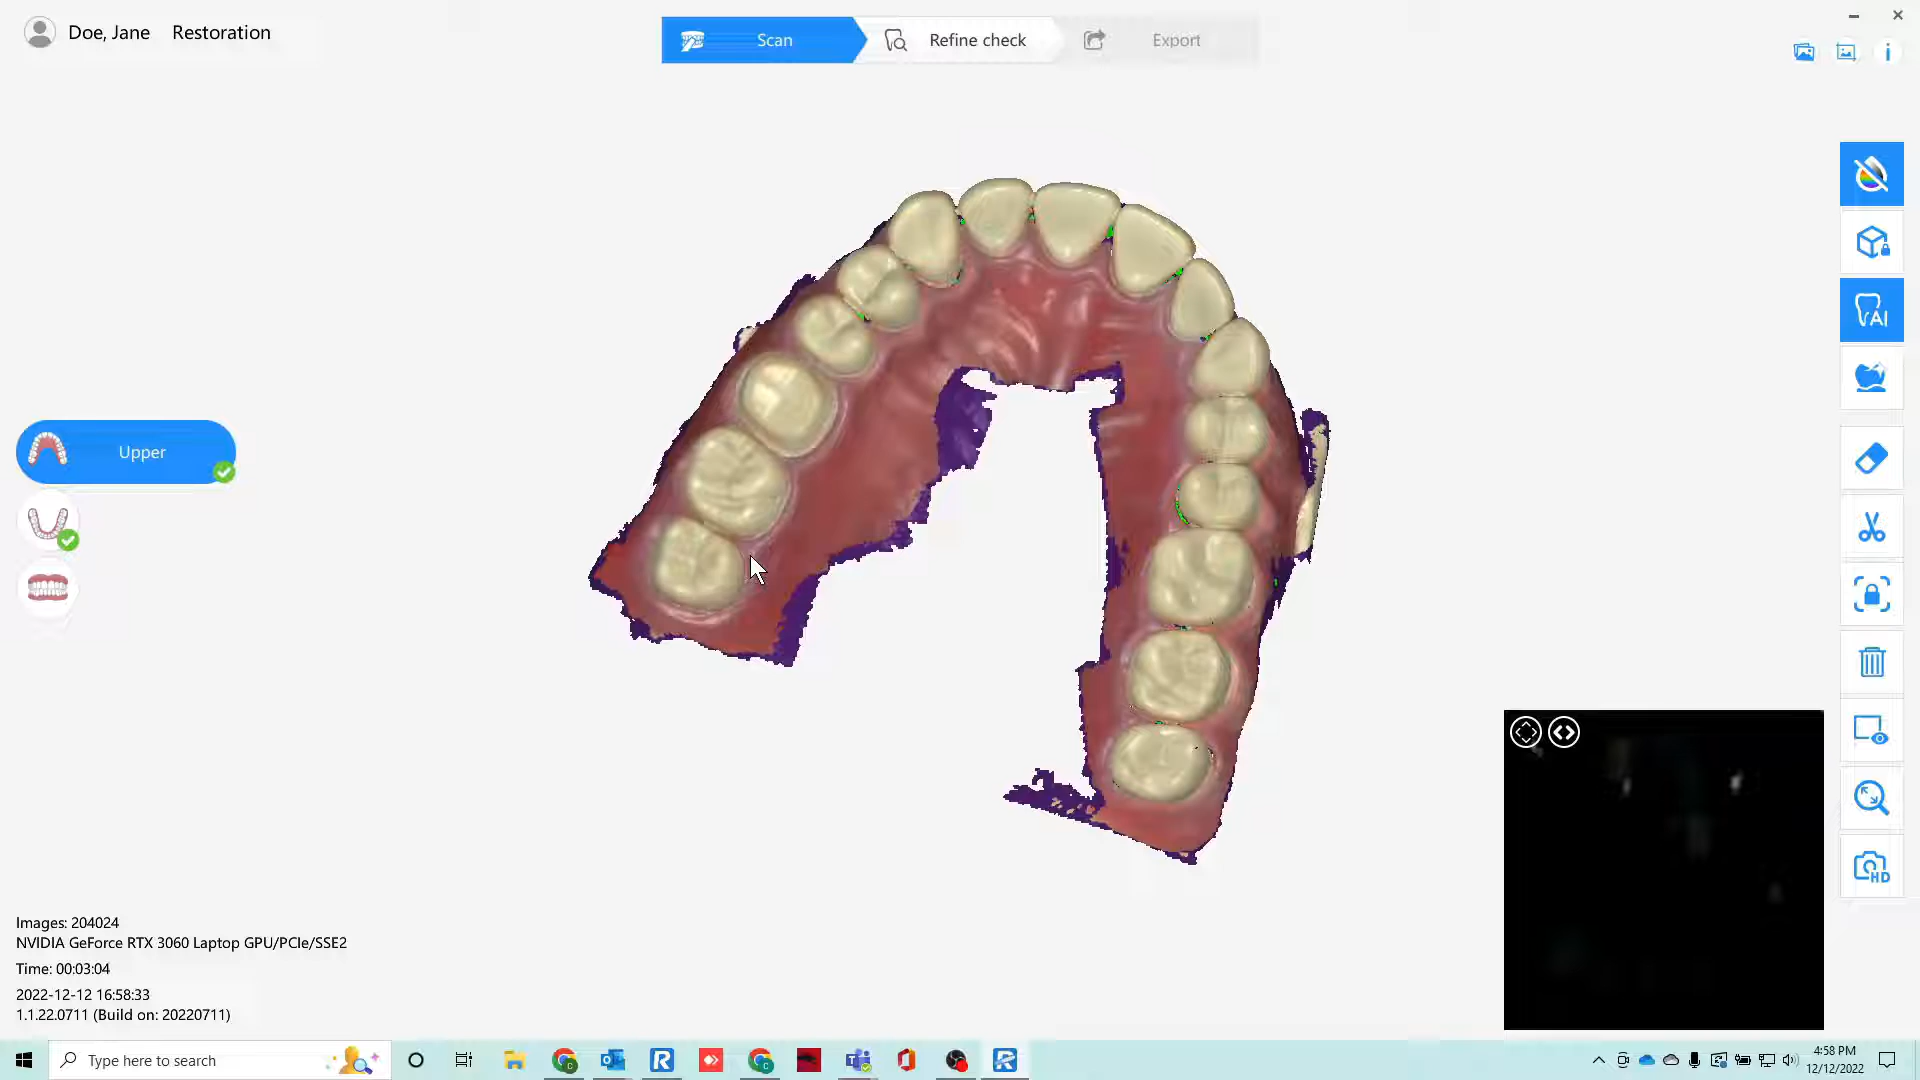 Doe, Jane Restoration
Scan
Refine check
Export
AI
Upper
HD
Images: 204024
NVIDIA GeForce RTX 3060 Laptop GPU/PCIe/SSE2
Time: 00:03:04
2022-12-12 16:58:33
1.1.22.0711 (Build on: 20220711)
Type here to search
4:58 PM
12/12/2022